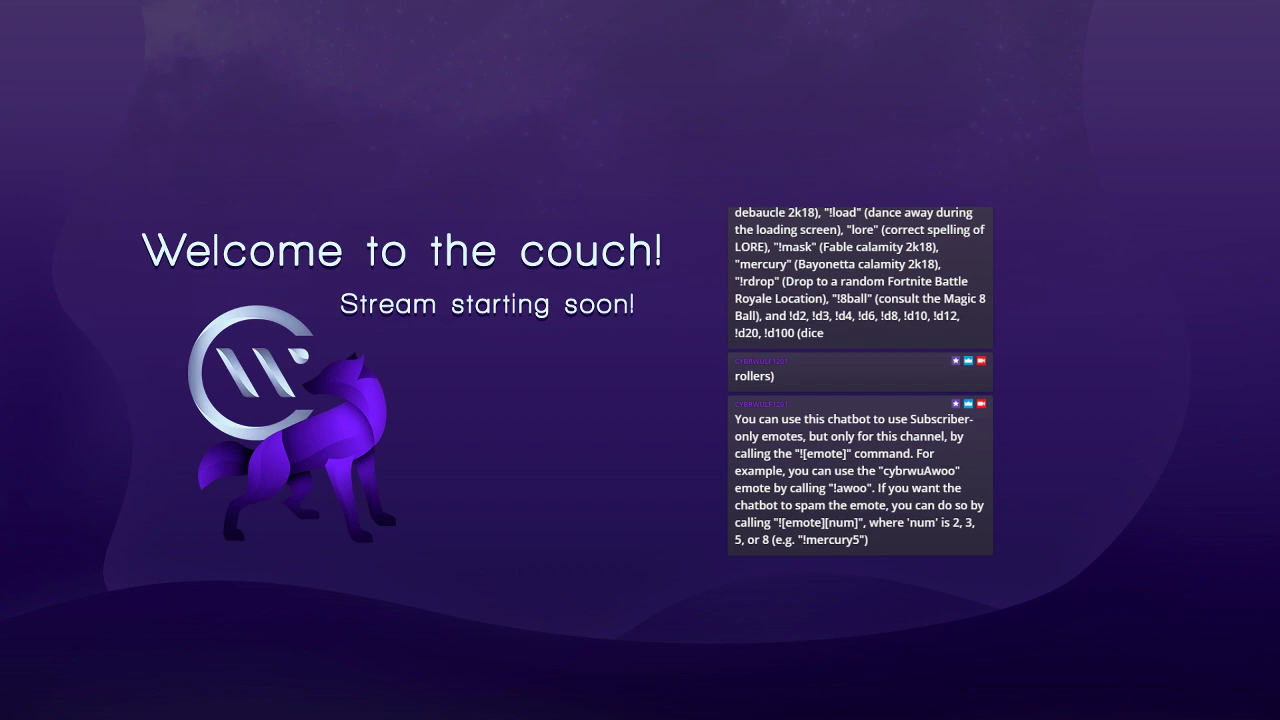 Welcome to the couch!
Stream starting soon!
debaucle 2k18), "!load" (dance away during
the loading screen), "lore" (correct spelling of
LORE), "!mask" (Fable calamity 2k18),
"mercury" (Bayonetta calamity 2k18),
"!rdrop" (Drop to a random Fortnite Battle
Royale Location), "!8ball" (consult the Magic 8
Ball), and !d2, !d3, !d4, !d6, !d8, !d10, !d12,
!d20, !d100 (dice
CYBRWULF1201
rollers)
CYBRWULF1201
You can use this chatbot to use Subscriber-
only emotes, but only for this channel, by
calling the "![emote]" command. For
example, you can use the "cybrwuAwoo"
emote by calling "!awoo". If you want the
chatbot to spam the emote, you can do so by
calling "![emote][num]", where 'num' is 2, 3,
5, or 8 (e.g. "!mercury5")